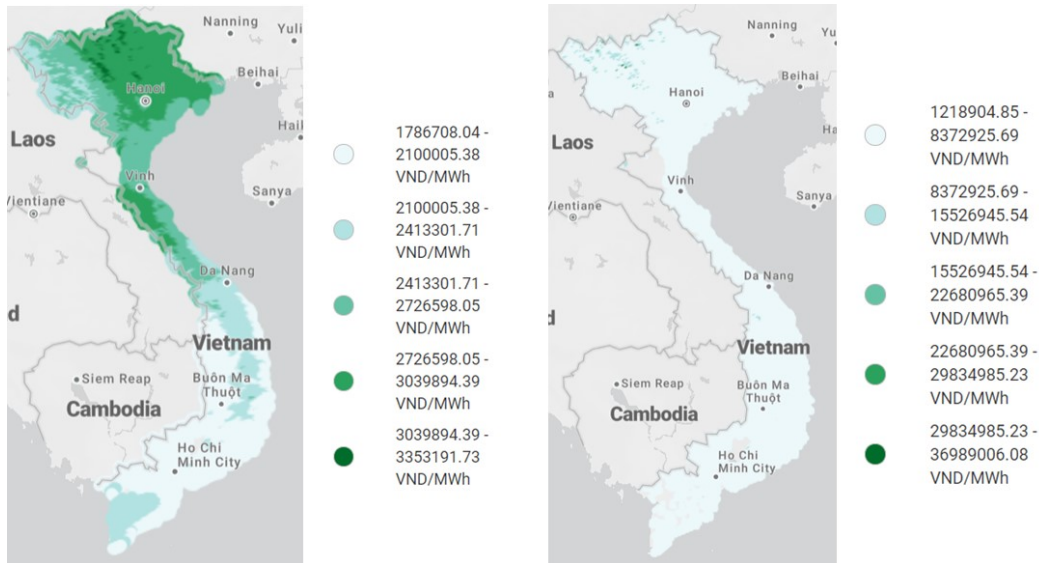 Nanning
Yuli
Beihai
Hanoi
Laos
Hai
Vinh
Sanya
Vientiane
Da Nang
d
Vietnam
Siem Reap
Buôn Ma
Thuột
Cambodia
Ho Chi
Minh City
1786708.04 -
2100005.38
VND/MWh
2100005.38 -
2413301.71
VND/MWh
2413301.71 -
2726598.05
VND/MWh
2726598.05 -
3039894.39
VND/MWh
3039894.39 -
3353191.73
VND/MWh
Nanning
Yu
Beihai
a
Hanoi
Laos
Ha
Vinh
Sanya
Vientiane
Da Nang
d
Vietnam
Siem Reap
Buôn Ma
Thuột
Cambodia
Ho Chi
Minh City
1218904.85 -
8372925.69
VND/MWh
8372925.69 -
15526945.54
VND/MWh
15526945.54 -
22680965.39
VND/MWh
22680965.39 -
29834985.23
VND/MWh
29834985.23 -
36989006.08
VND/MWh